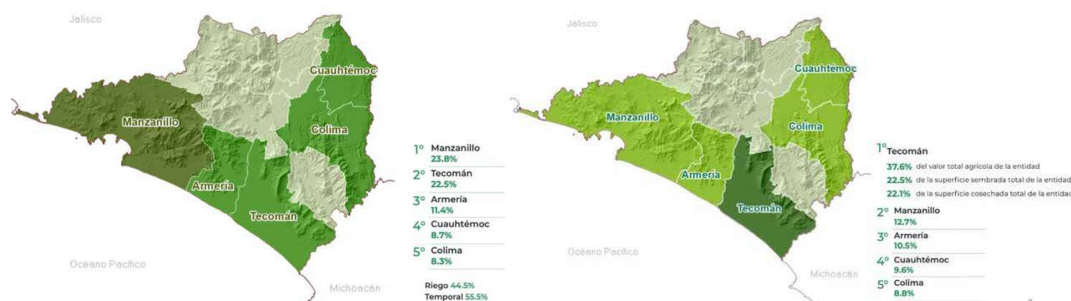 Jalisco
Cuauhtémoc
Manzanillo
Colima
Armería
Tecomán
Océano Pacífico
Michoacán
1° Manzanillo
23.8%
2° Tecomán
22.5%
3° Armería
11.4%
4° Cuauhtémoc
8.7%
5° Colima
8.3%
Riego 44.5%
Temporal 55.5%
Jalisco
Cuauhtémoc
Manzanillo
Colima
Armería
Tecomán
Océano Pacífico
Michoacán
1° Tecomán
37.6% del valor total agrícola de la entidad
22.5% de la superficie sembrada total de la entidad
22.1% de la superficie cosechada total de la entidad
2° Manzanillo
12.7%
3° Armería
10.5%
4° Cuauhtémoc
9.6%
5° Colima
8.8%